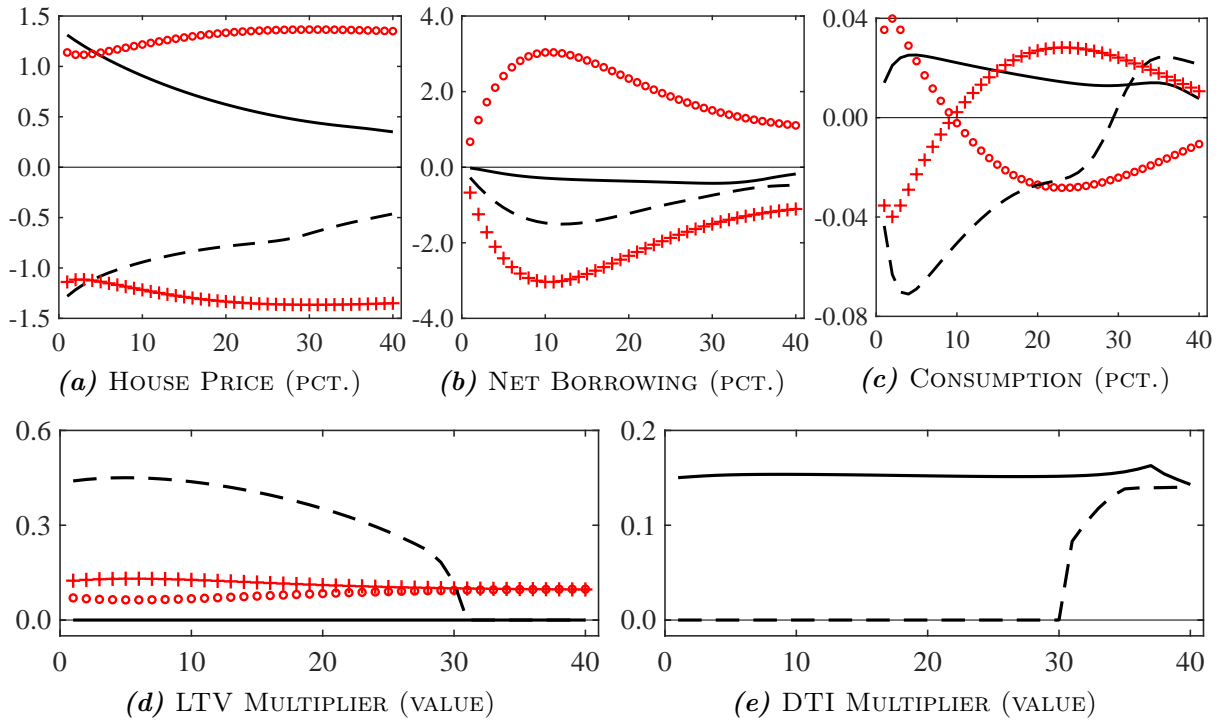 1.5
1.0
0.5
0.0
-0.5
-1.0
-1.5
0 10 20 30 40
(a) House Price (pct.)
4.0
2.0
0.0
-2.0
-4.0
0 10 20 30 40
(b) Net Borrowing (pct.)
0.04
0.00
-0.04
-0.08
0 10 20 30 40
(c) Consumption (pct.)
0.6
0.3
0.0
0 10 20 30 40
(d) LTV Multiplier (value)
0.2
0.1
0.0
0 10 20 30 40
(e) DTI Multiplier (value)